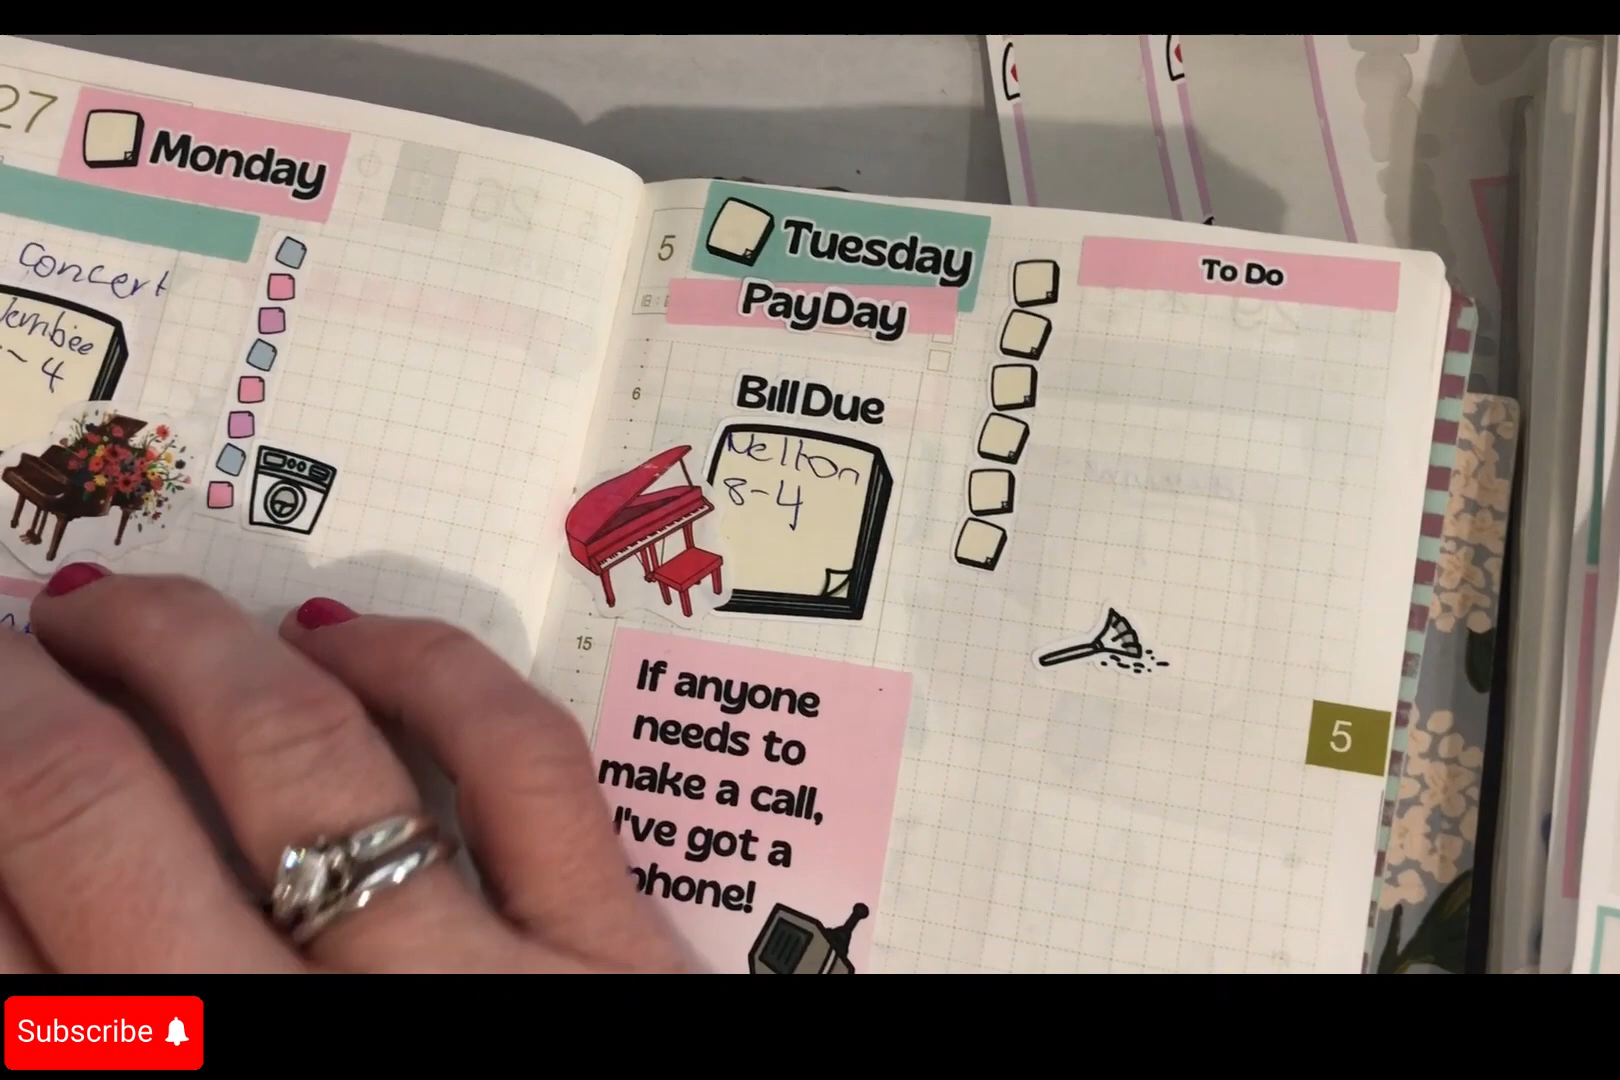 27
Monday
Concert
~ 4
5
Tuesday
PayDay
To Do
6
Bill Due
Nelton
8-4
15
If anyone
needs to
make a call,
I've got a
phone!
5
Subscribe